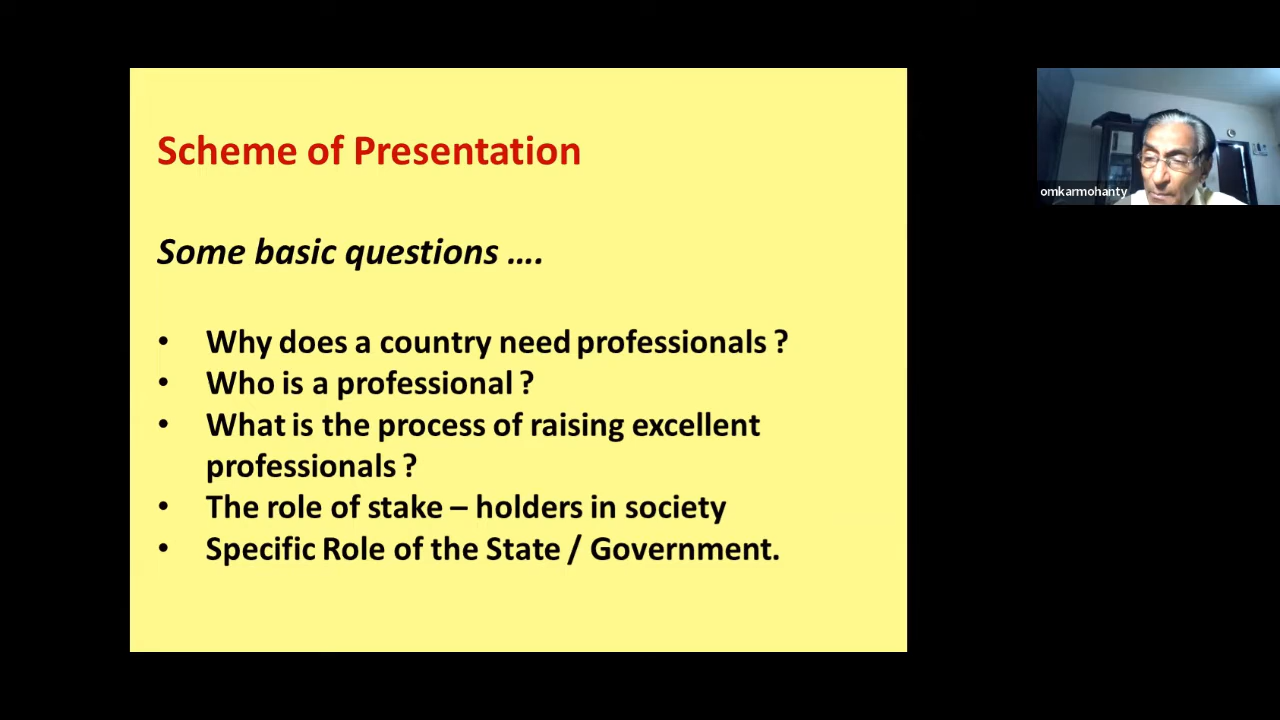 Scheme of Presentation
Some basic questions ....
• Why does a country need professionals ?
• Who is a professional ?
• What is the process of raising excellent
professionals ?
• The role of stake – holders in society
• Specific Role of the State / Government.
omkarmohanty